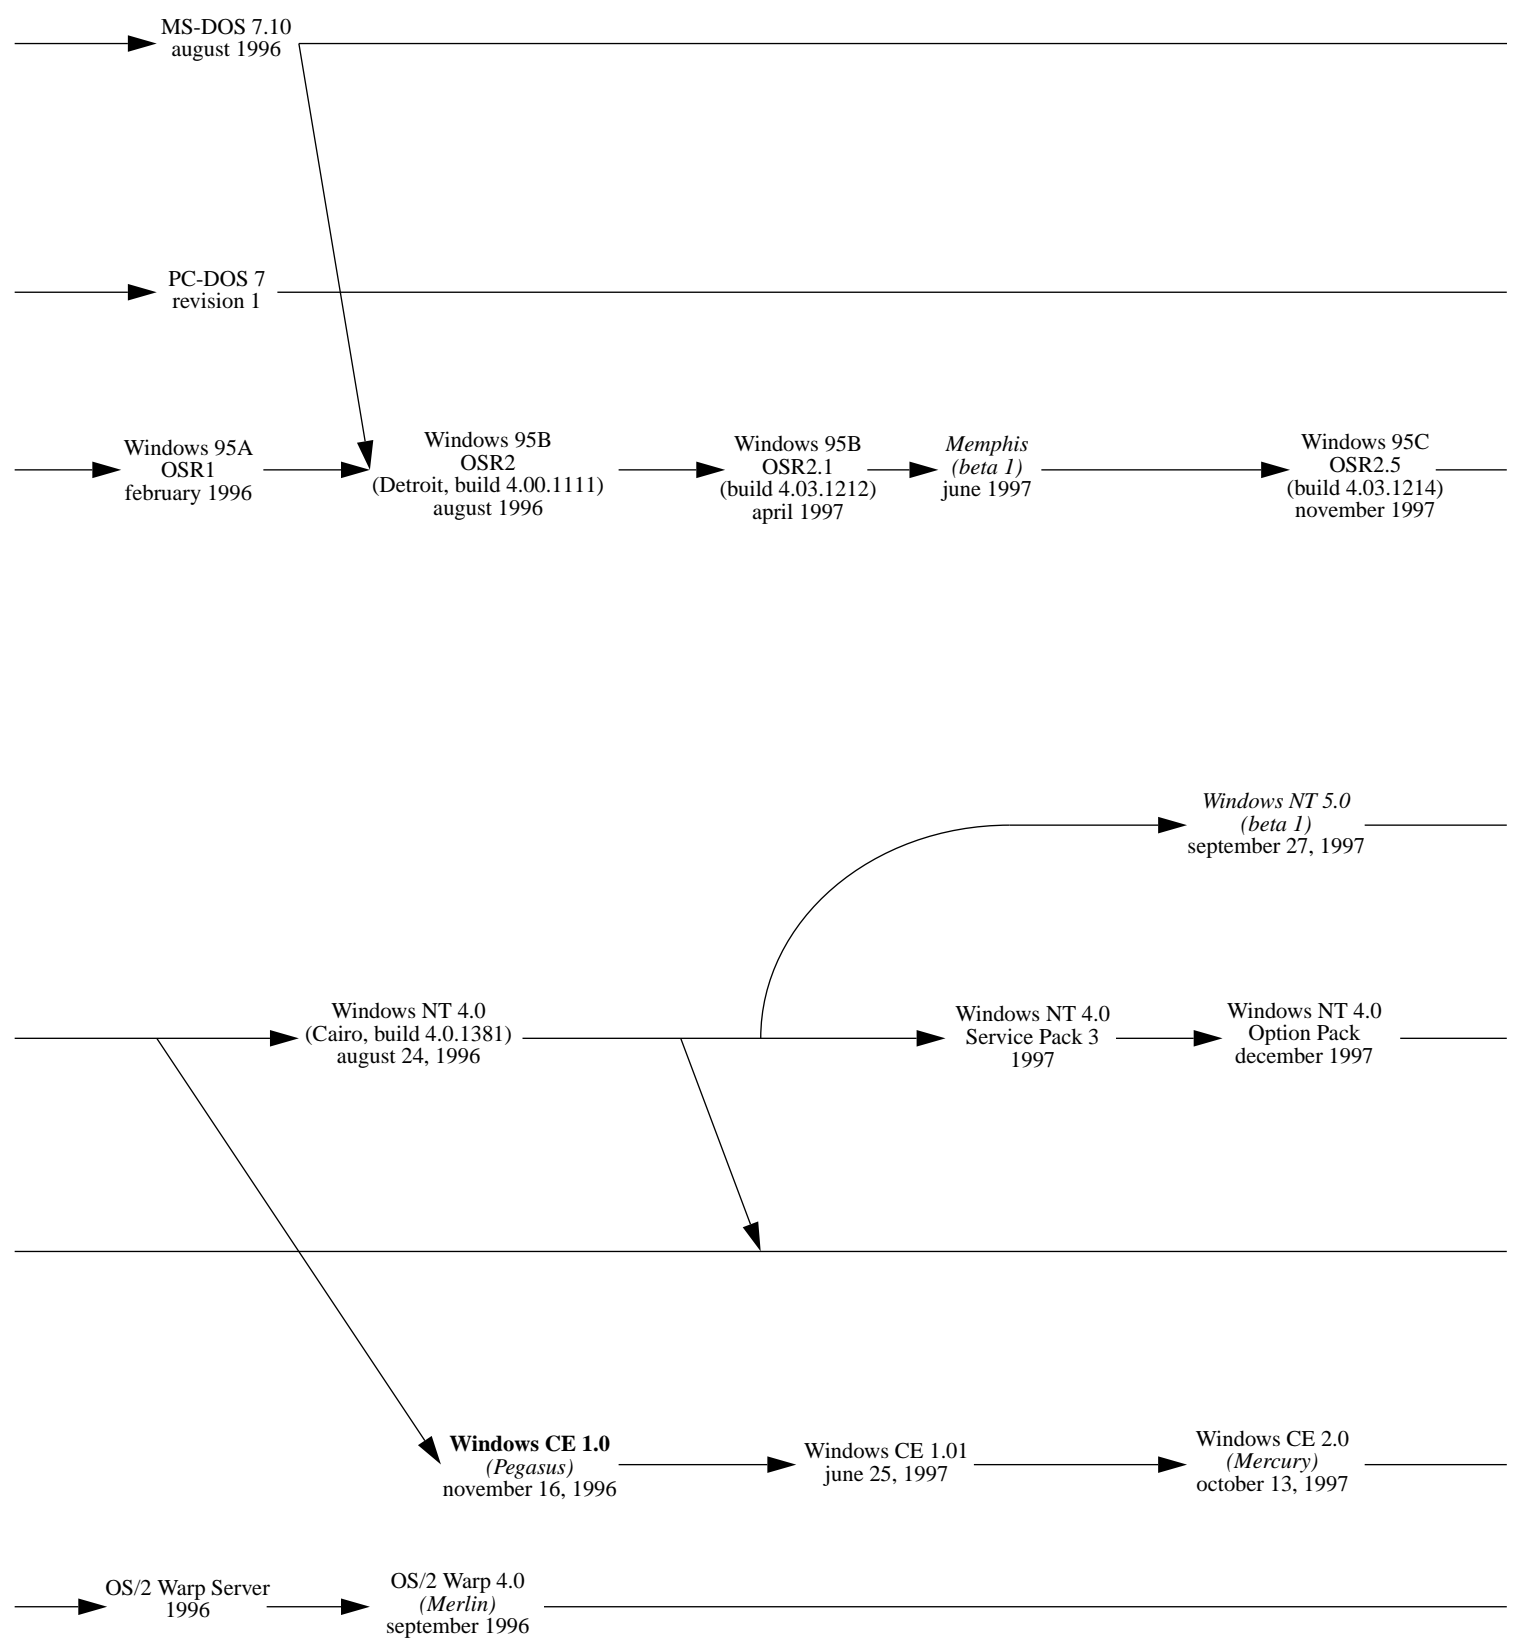 MS-DOS 7.10
august 1996
PC-DOS 7
revision 1
Windows 95A
OSR1
february 1996
Windows 95B
OSR2
(Detroit, build 4.00.1111)
august 1996
Windows 95B
OSR2.1
(build 4.03.1212)
april 1997
Memphis
(beta 1)
june 1997
Windows 95C
OSR2.5
(build 4.03.1214)
november 1997
Windows NT 5.0
(beta 1)
september 27, 1997
Windows NT 4.0
(Cairo, build 4.0.1381)
august 24, 1996
Windows NT 4.0
Service Pack 3
1997
Windows NT 4.0
Option Pack
december 1997
Windows CE 1.0
(Pegasus)
november 16, 1996
Windows CE 1.01
june 25, 1997
Windows CE 2.0
(Mercury)
october 13, 1997
OS/2 Warp Server
1996
OS/2 Warp 4.0
(Merlin)
september 1996